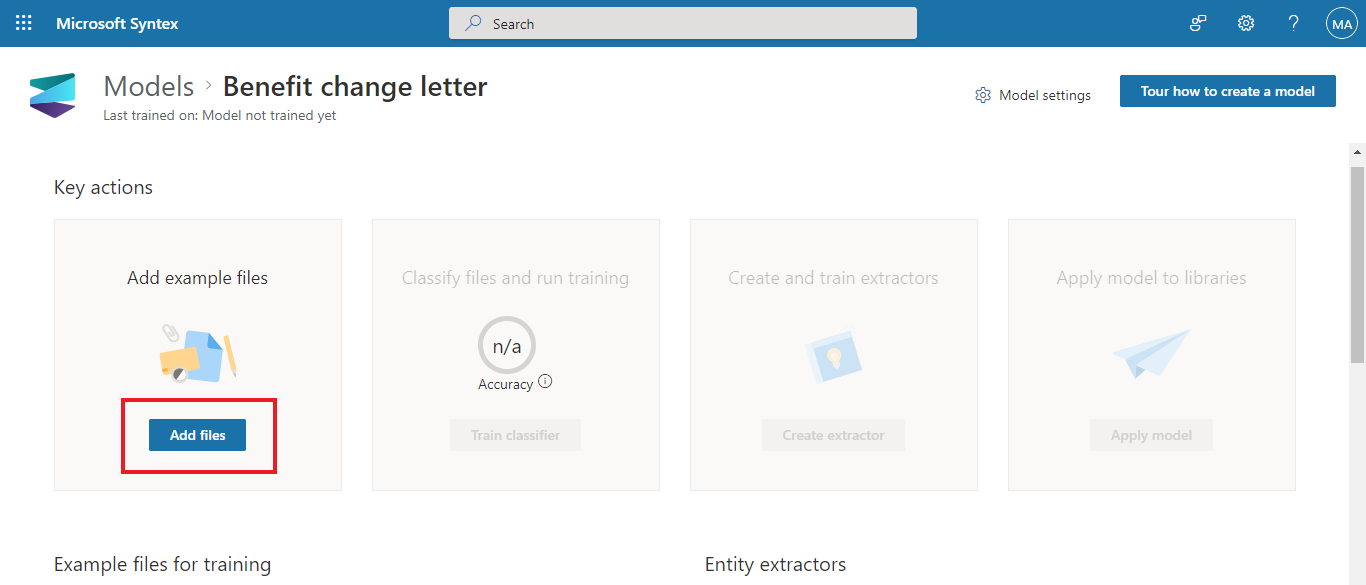 Microsoft Syntex
Search
?
MA
Models > Benefit change letter
Last trained on: Model not trained yet
Model settings
Tour how to create a model
Key actions
Add example files
Add files
Classify files and run training
n/a
Accuracy
Train classifier
Create and train extractors
Create extractor
Apply model to libraries
Apply model
Example files for training
Entity extractors